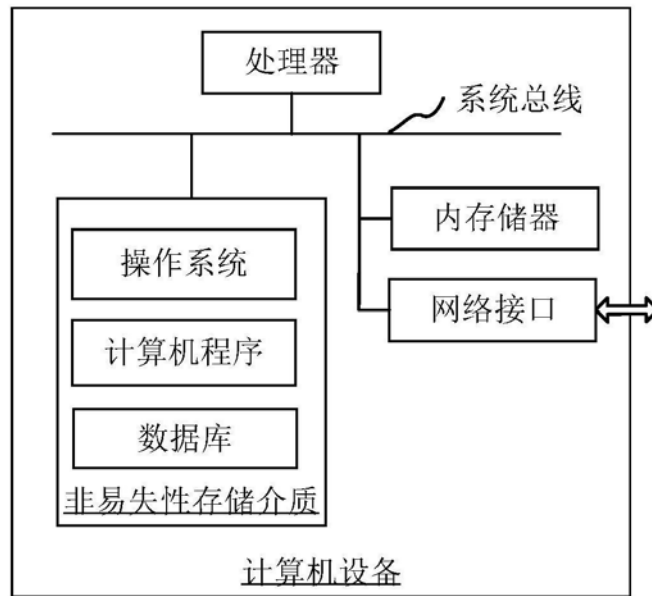 处理器
系统总线
内存储器
操作系统
网络接口
计算机程序
数据库
非易失性存储介质
计算机设备